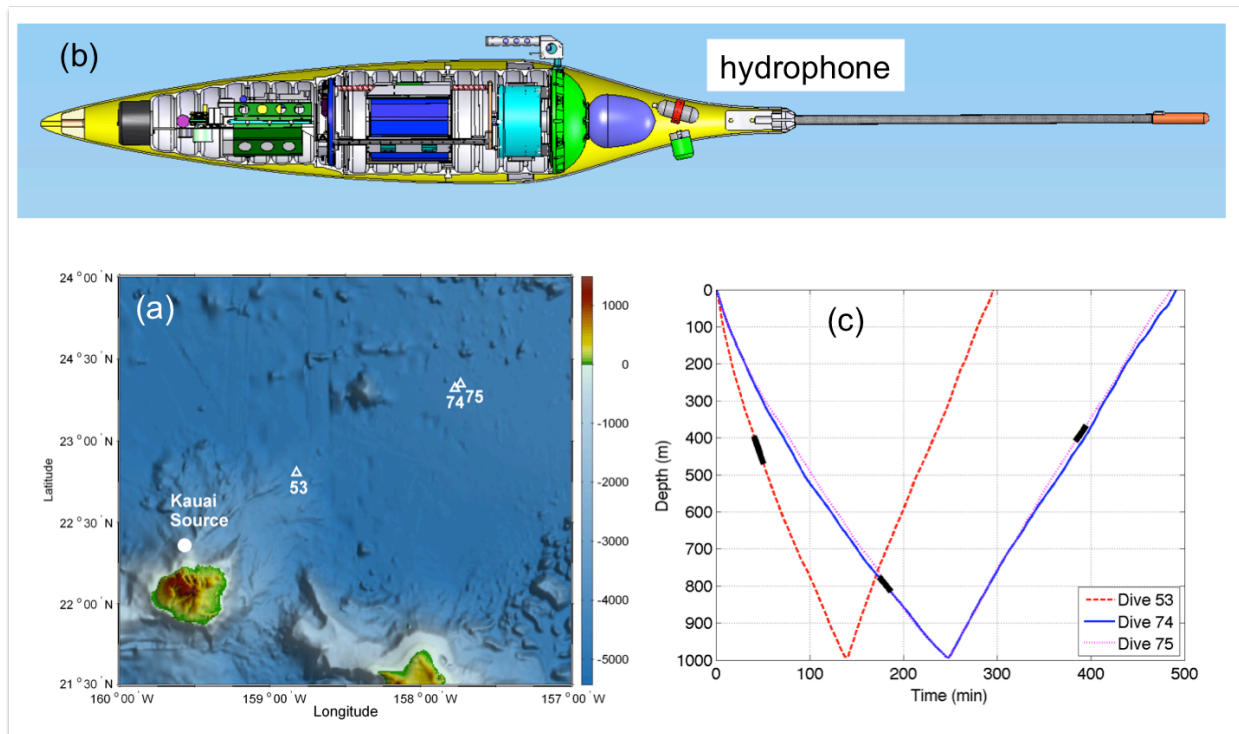 (b)
hydrophone
24°00'N
23°30'N
23°00'N
22°30'N
22°00'N
21°30'N
Latitude
(a)
74 75
53
Kauai
Source
160°00'W
159°00'W
158°00'W
157°00'W
Longitude
1000
0
-1000
-2000
-3000
-4000
-5000
(c)
0
100
200
300
400
500
600
700
800
900
1000
Depth (m)
0
100
200
300
400
500
Time (min)
Dive 53
Dive 74
Dive 75